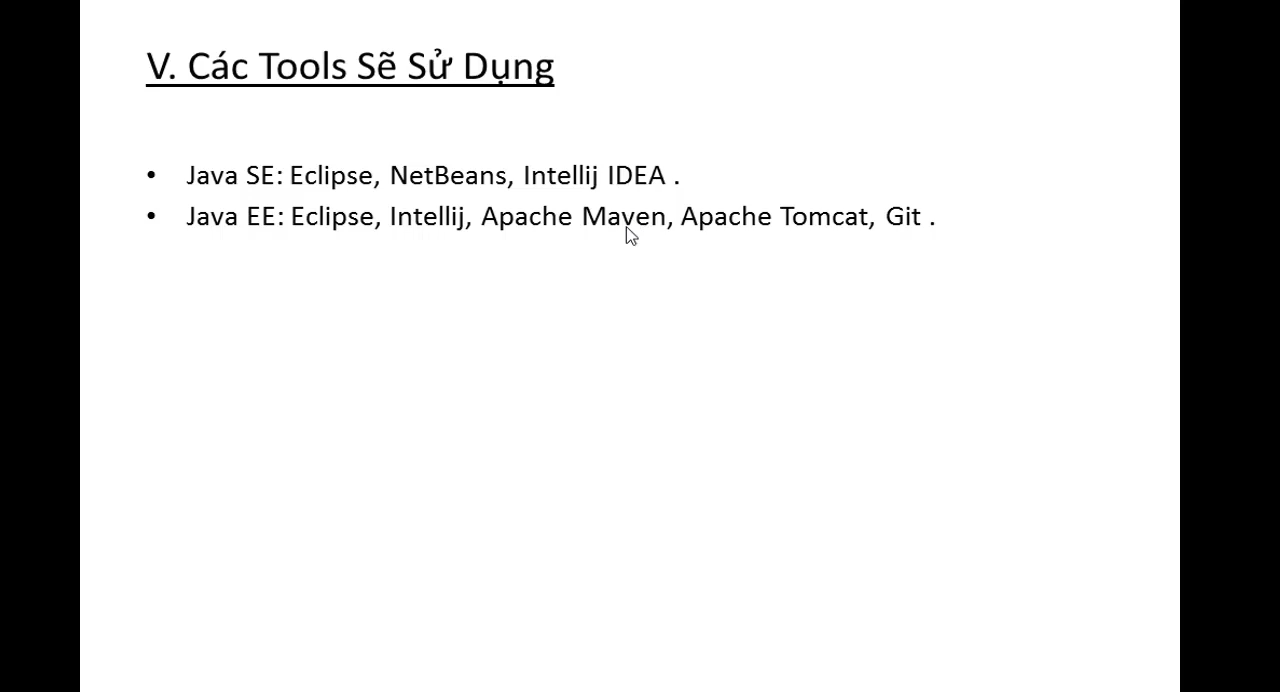 V. Các Tools Sẽ Sử Dụng
• Java SE: Eclipse, NetBeans, Intellij IDEA .
• Java EE: Eclipse, Intellij, Apache Maven, Apache Tomcat, Git .